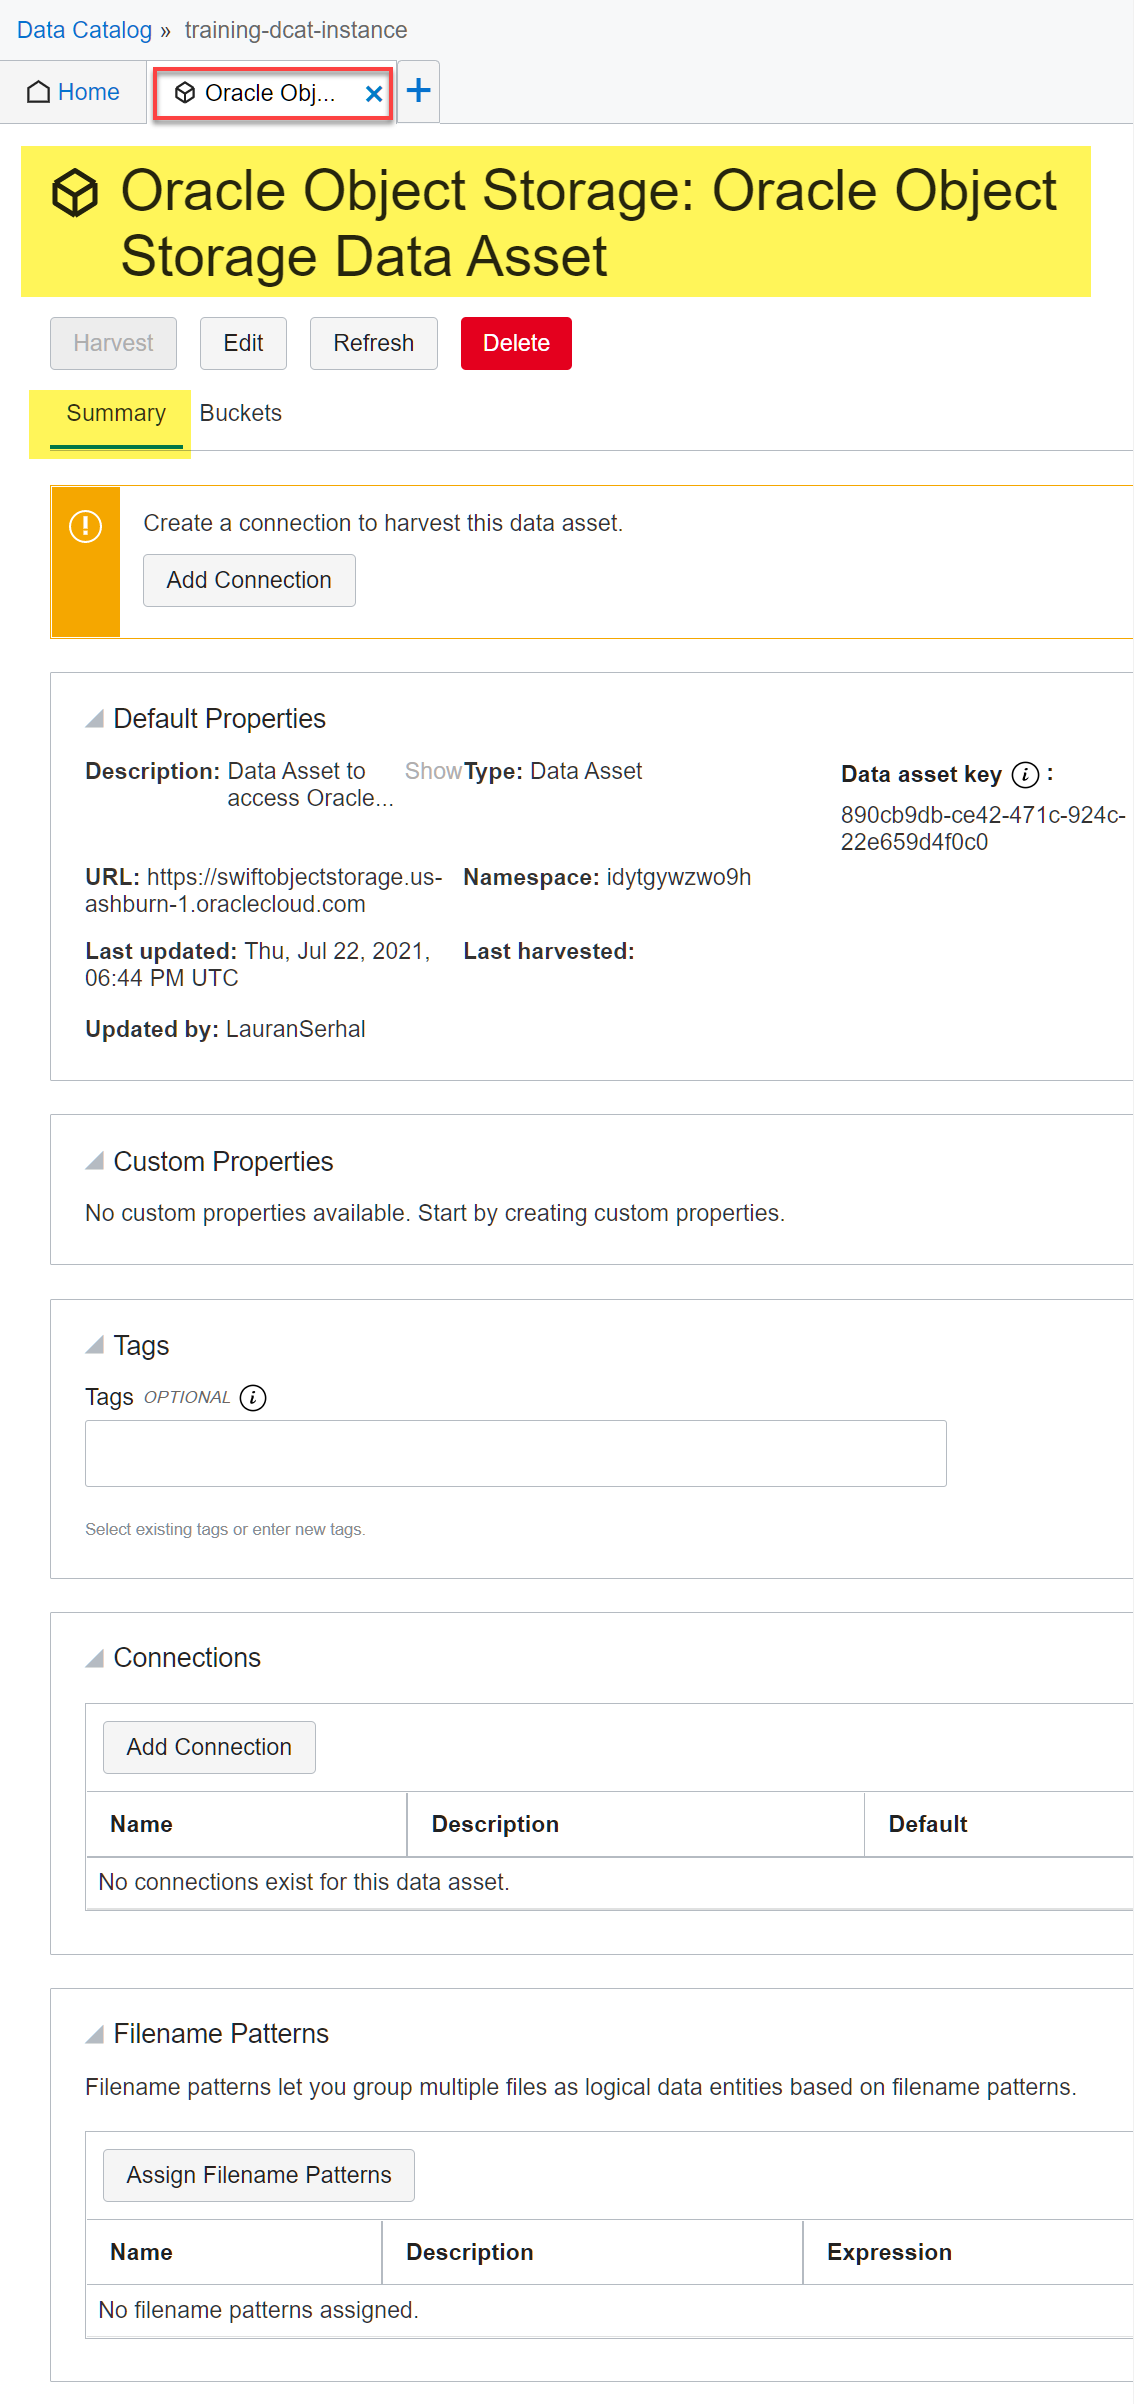 Data Catalog » training-dcat-instance
Home
Oracle Obj...
Oracle Object Storage: Oracle Object
Storage Data Asset
Harvest Edit Refresh Delete
Summary Buckets
Create a connection to harvest this data asset.
Add Connection
Default Properties
Description: Data Asset to
access Oracle...
Show
Type: Data Asset
Data asset key :
890cb9db-ce42-471c-924c-
22e659d4f0c0
URL: https://swiftobjectstorage.us-
ashburn-1.oraclecloud.com
Namespace: idytgywzwo9h
Last updated: Thu, Jul 22, 2021,
06:44 PM UTC
Last harvested:
Updated by: LauranSerhal
Custom Properties
No custom properties available. Start by creating custom properties.
Tags
Tags OPTIONAL
Select existing tags or enter new tags.
Connections
Add Connection
Name Description Default
No connections exist for this data asset.
Filename Patterns
Filename patterns let you group multiple files as logical data entities based on filename patterns.
Assign Filename Patterns
Name Description Expression
No filename patterns assigned.